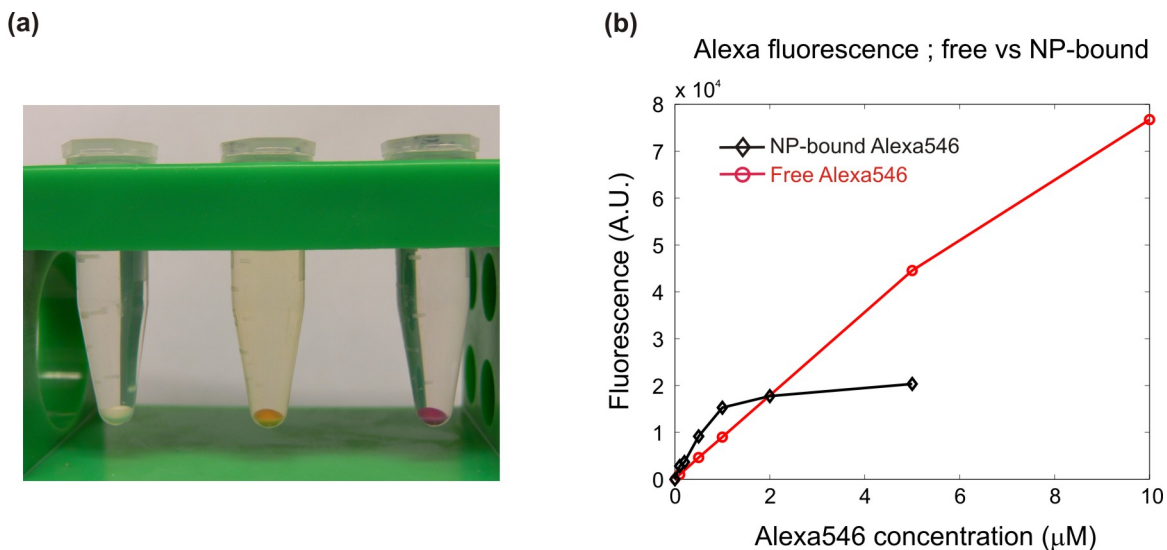 (a)
(b)
Alexa fluorescence ; free vs NP-bound
x 10⁴
8
7
6
5
4
3
2
1
0
Fluorescence (A.U.)
NP-bound Alexa546
Free Alexa546
0 2 4 6 8 10
Alexa546 concentration (μM)